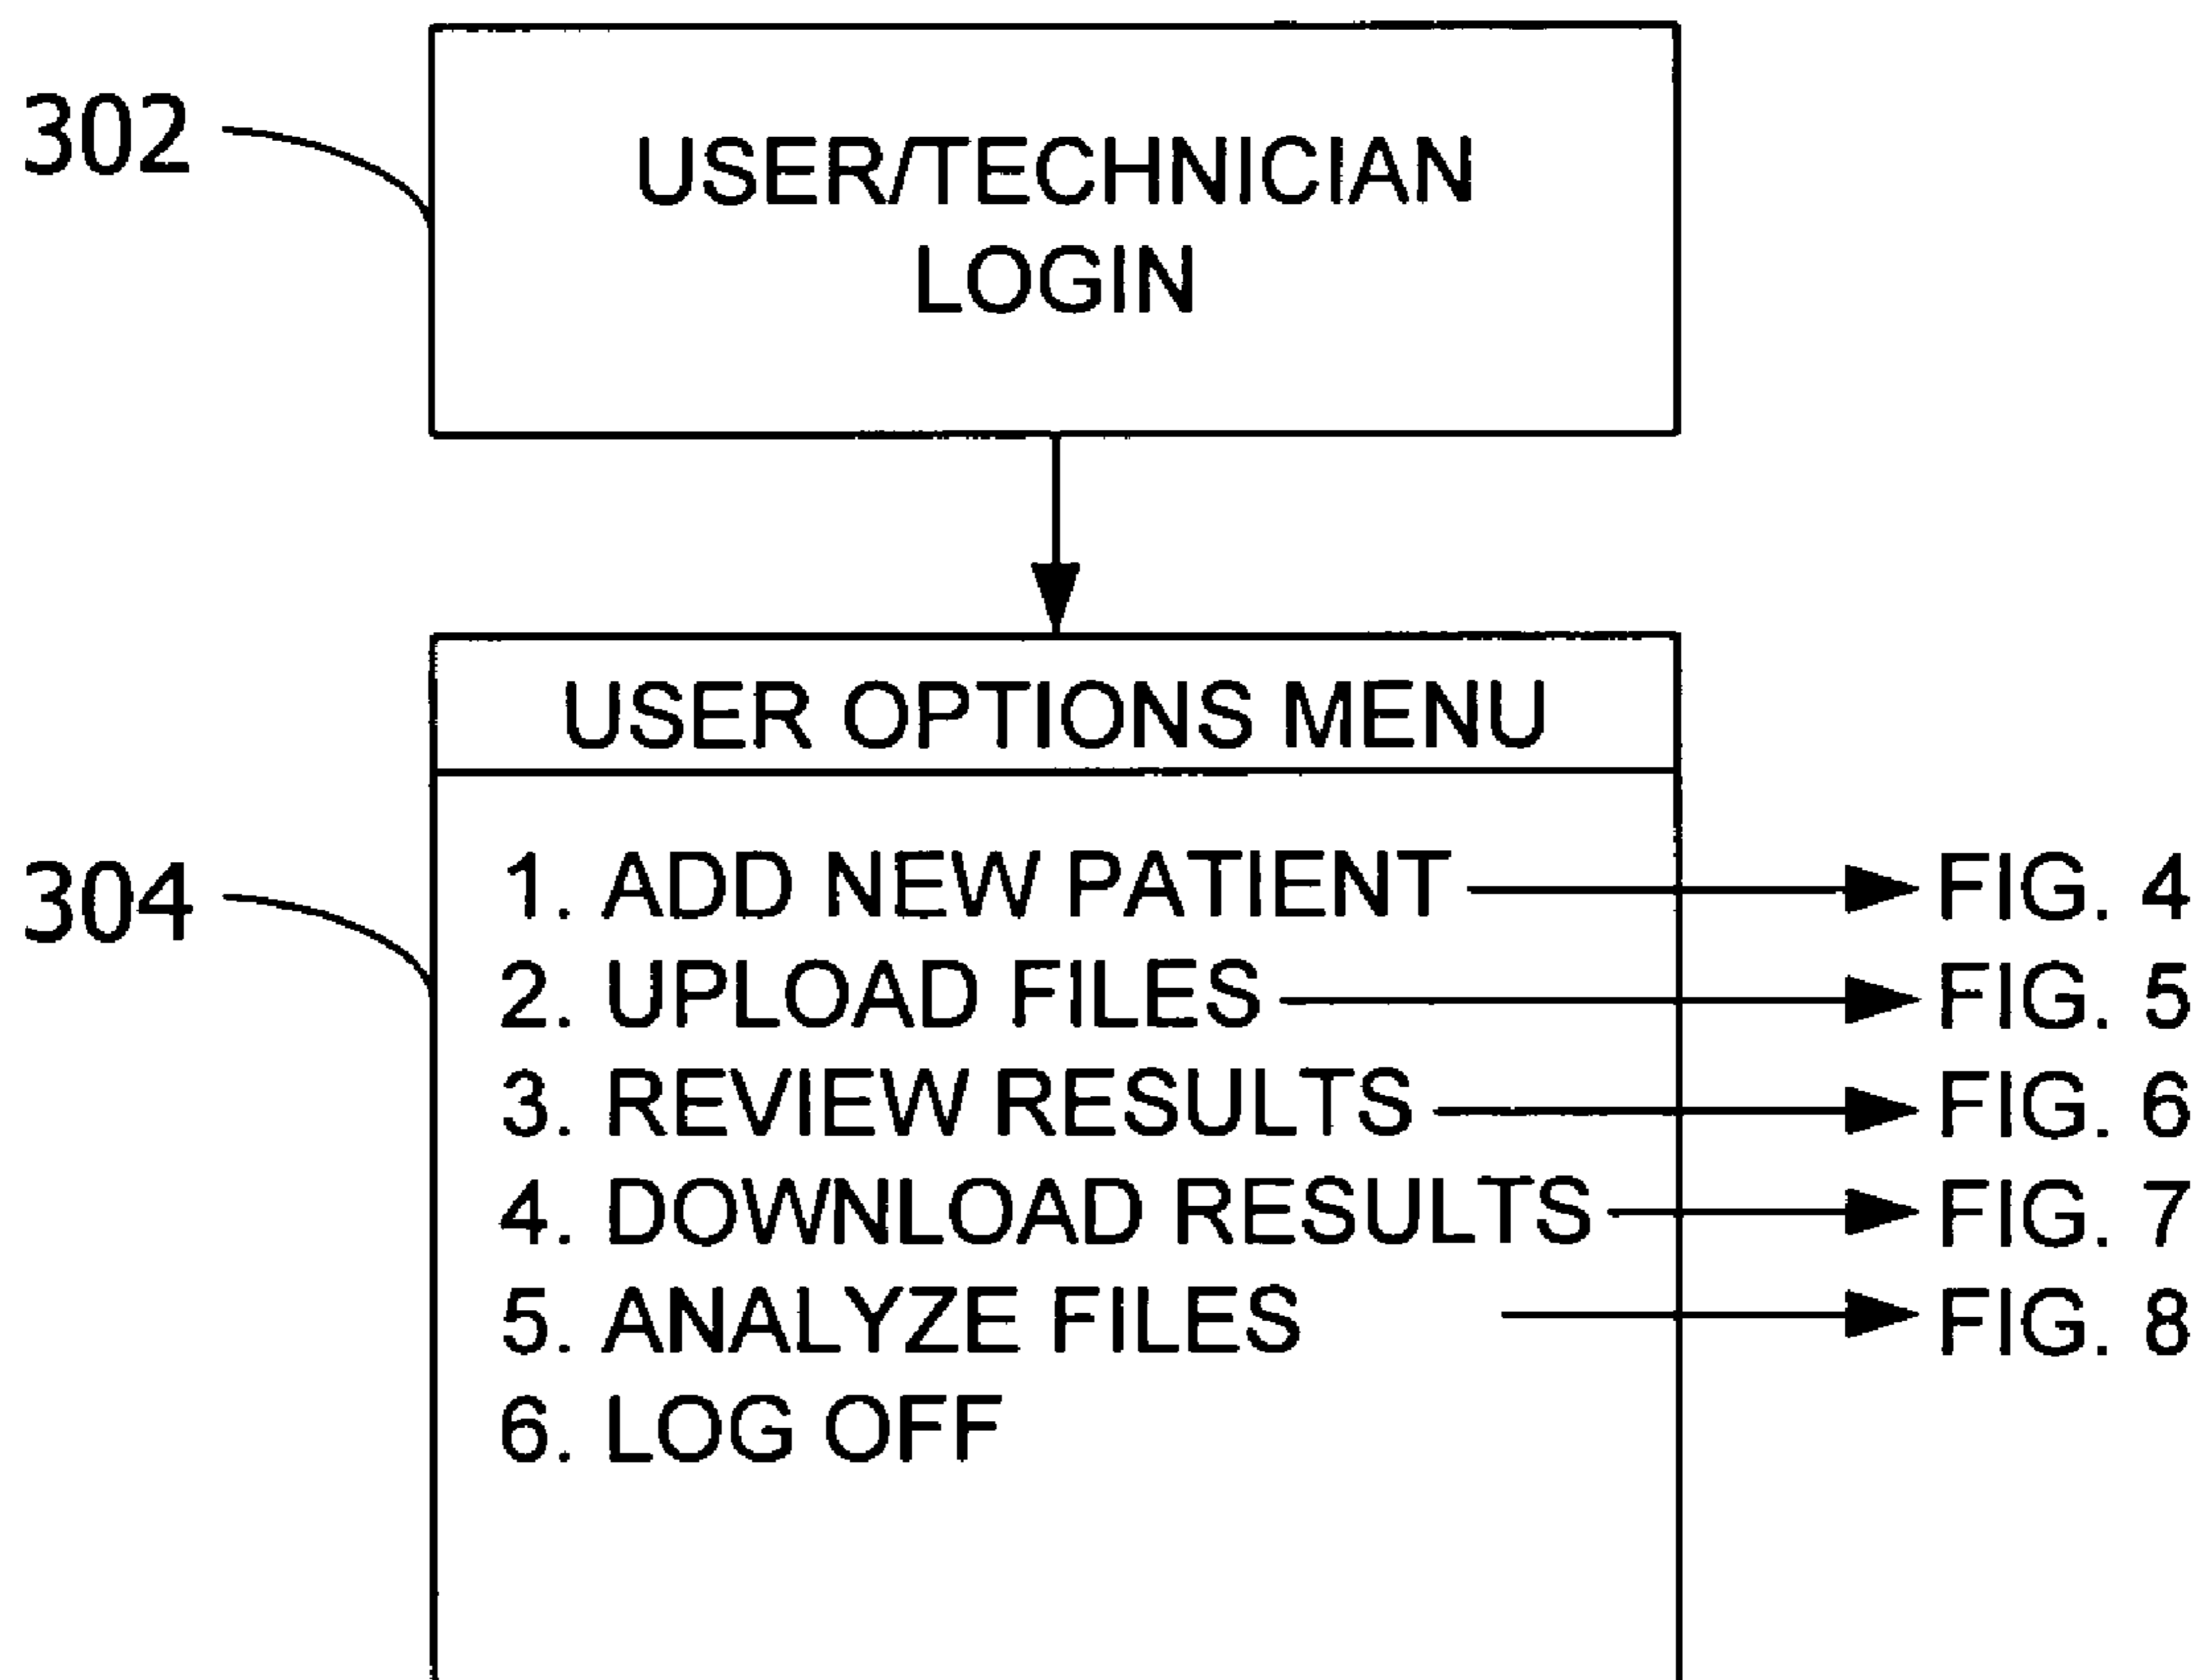 302
USER/TECHNICIAN
LOGIN
USER OPTIONS MENU
304
1. ADD NEW PATIENT FIG. 4
2. UPLOAD FILES FIG. 5
3. REVIEW RESULTS FIG. 6
4. DOWNLOAD RESULTS FIG. 7
5. ANALYZE FILES FIG. 8
6. LOG OFF